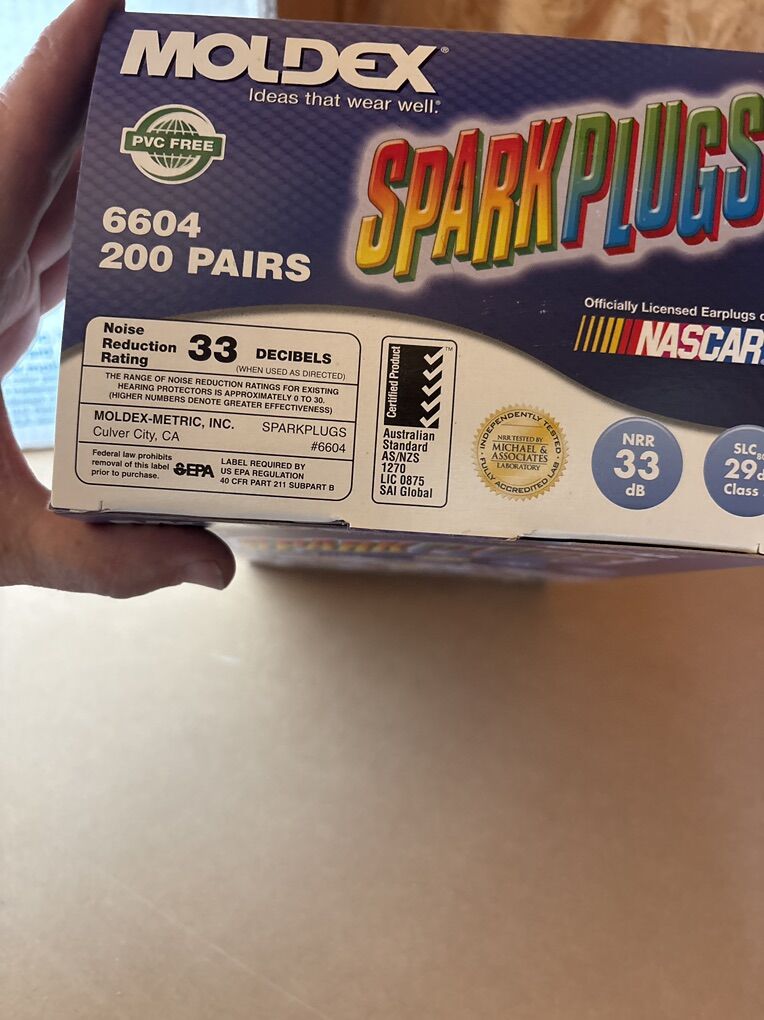 MOLDEX®
Ideas that wear well.®
PVC FREE
6604
200 PAIRS
SPARKPLUGS
Officially Licensed Earplugs
NASCAR
Noise
Reduction
Rating
33
DECIBELS
(WHEN USED AS DIRECTED)
THE RANGE OF NOISE REDUCTION RATINGS FOR EXISTING
HEARING PROTECTORS IS APPROXIMATELY 0 TO 30.
(HIGHER NUMBERS DENOTE GREATER EFFECTIVENESS)
MOLDEX-METRIC, INC.
Culver City, CA
SPARKPLUGS
#6604
Federal law prohibits
removal of this label
prior to purchase.
EPA
LABEL REQUIRED BY
US EPA REGULATION
40 CFR PART 211 SUBPART B
Certified Product
™
Australian
Standard
AS/NZS
1270
LIC 0875
SAI Global
INDEPENDENTLY TESTED
NRR TESTED BY
MICHAEL &
ASSOCIATES
LABORATORY
FULLY ACCREDITED LAB
NRR
33
dB
SLC80
29d
Class